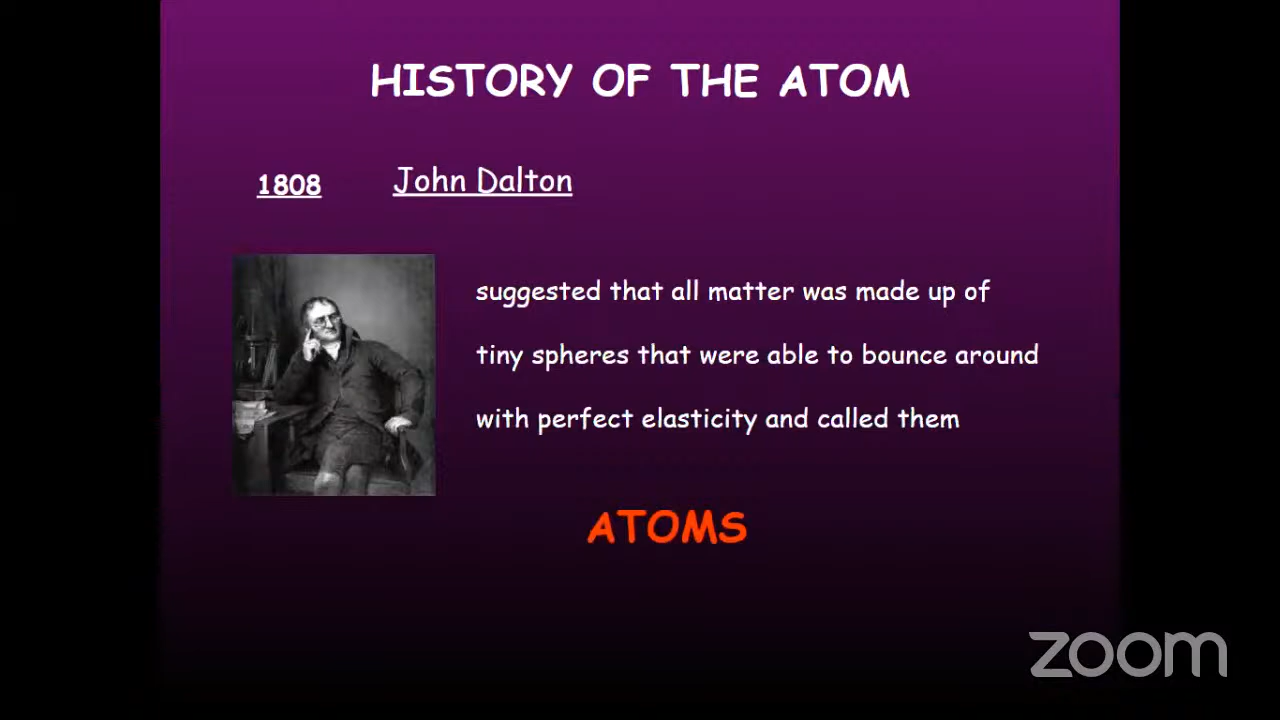 HISTORY OF THE ATOM
1808 John Dalton
suggested that all matter was made up of
tiny spheres that were able to bounce around
with perfect elasticity and called them
ATOMS
zoom